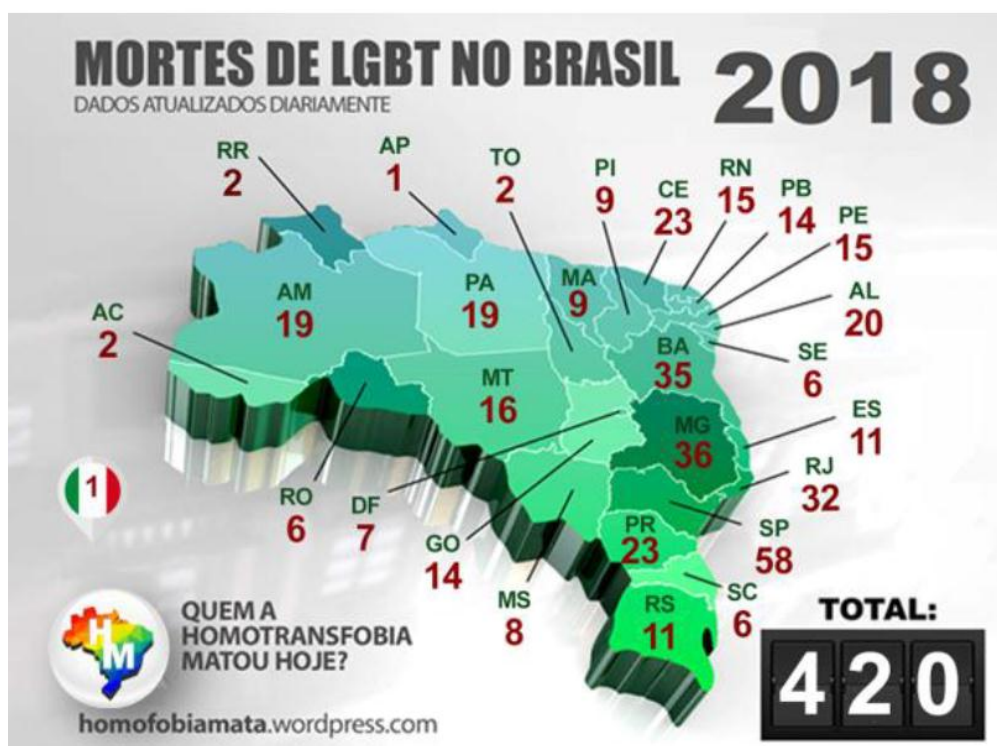 MORTES DE LGBT NO BRASIL
2018
DADOS ATUALIZADOS DIARIAMENTE
RR
2
AP
1
TO
2
PI
9
CE
23
RN
15
PB
14
PE
15
AL
20
SE
6
AC
2
AM
19
PA
19
MA
9
BA
35
MT
16
MG
36
ES
11
RJ
32
SP
58
1
RO
6
DF
7
GO
14
MS
8
PR
23
SC
6
RS
11
HM
QUEM A
HOMOTRANSFOBIA
MATOU HOJE?
homofobiamata.wordpress.com
TOTAL:
420